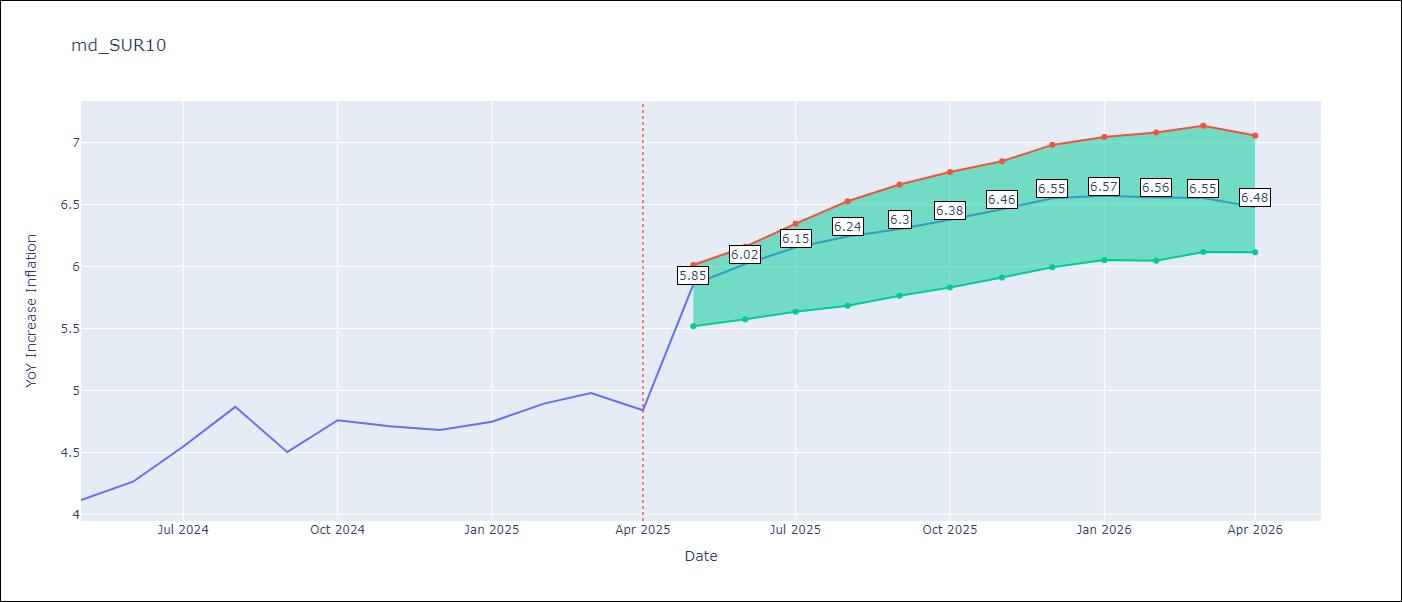 md_SUR10
YoY Increase Inflation
7
6.5
6
5.5
5
4.5
4
5.85
6.02
6.15
6.24
6.3
6.38
6.46
6.55
6.57
6.56
6.55
6.48
Jul 2024
Oct 2024
Jan 2025
Apr 2025
Jul 2025
Oct 2025
Jan 2026
Apr 2026
Date